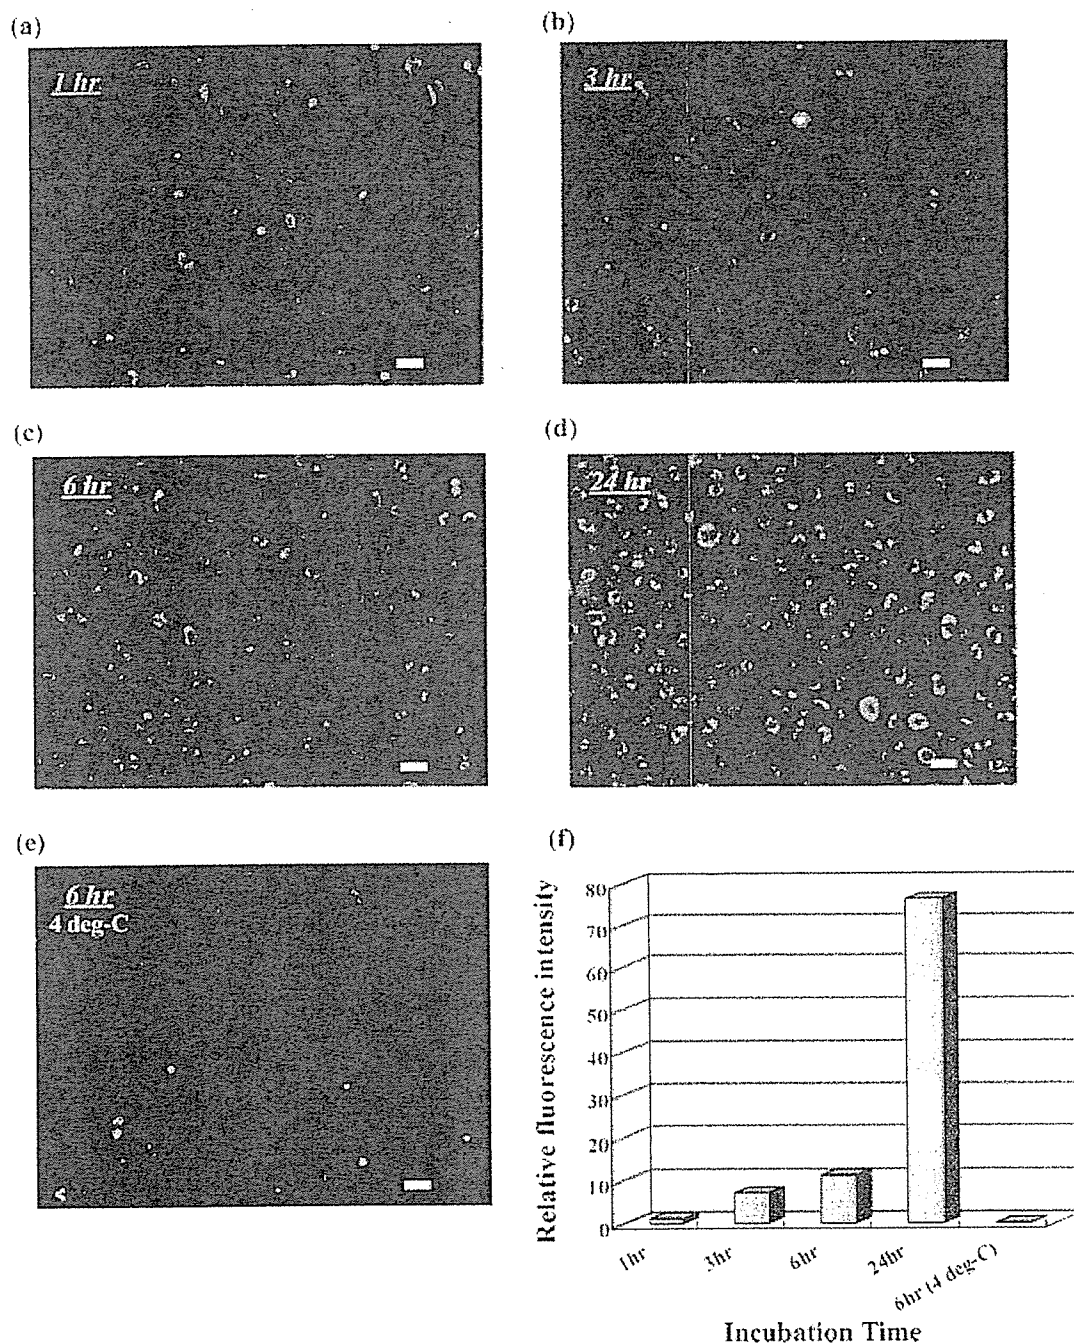 (a)
1 hr
(b)
3 hr
(c)
6 hr
(d)
24 hr
(e)
6 hr
4 deg-C
(f)
Relative fluorescence intensity
80
70
60
50
40
30
20
10
0
1hr
3hr
6hr
24hr
6hr (4 deg-C)
Incubation Time